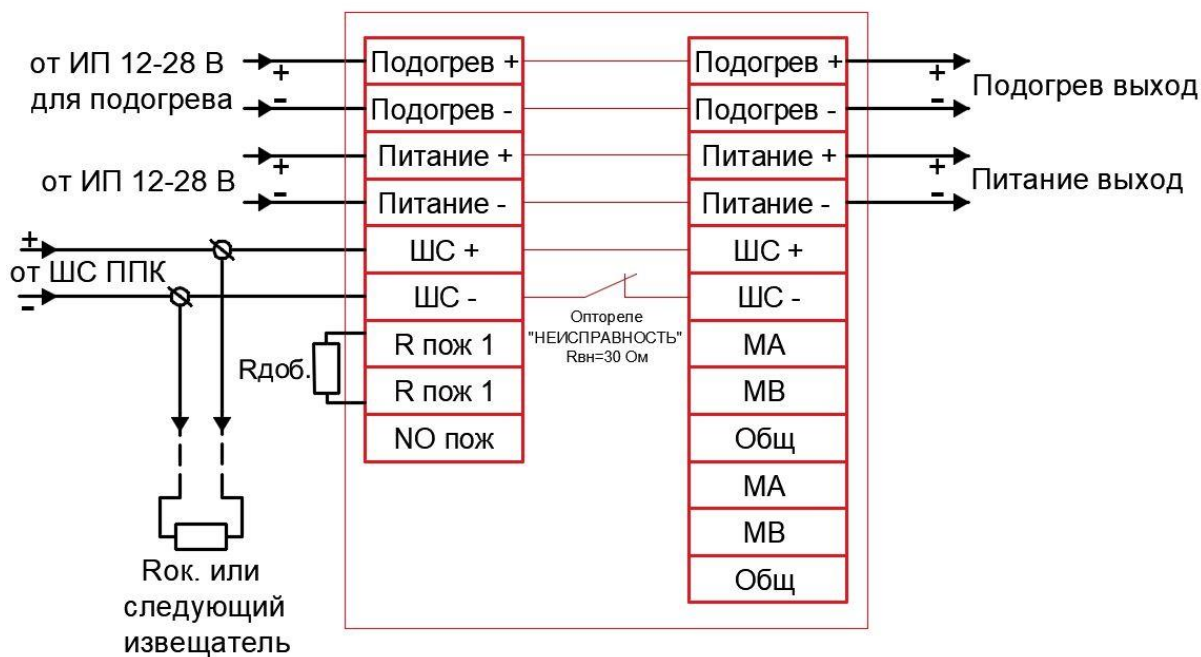 от ИП 12-28 В
для подогрева
+
-
Подогрев +
Подогрев +
+
-
Подогрев выход
Подогрев -
Подогрев -
от ИП 12-28 В
+
-
Питание +
Питание +
+
-
Питание выход
Питание -
Питание -
+
от ШС ППК
-
ШС +
ШС +
ШС -
ШС -
Оптореле
"НЕИСПРАВНОСТЬ"
Rвн=30 Ом
Rдоб.
R пож 1
МА
R пож 1
МВ
NO пож
Общ
МА
МВ
Общ
Rок. или
следующий
извещатель